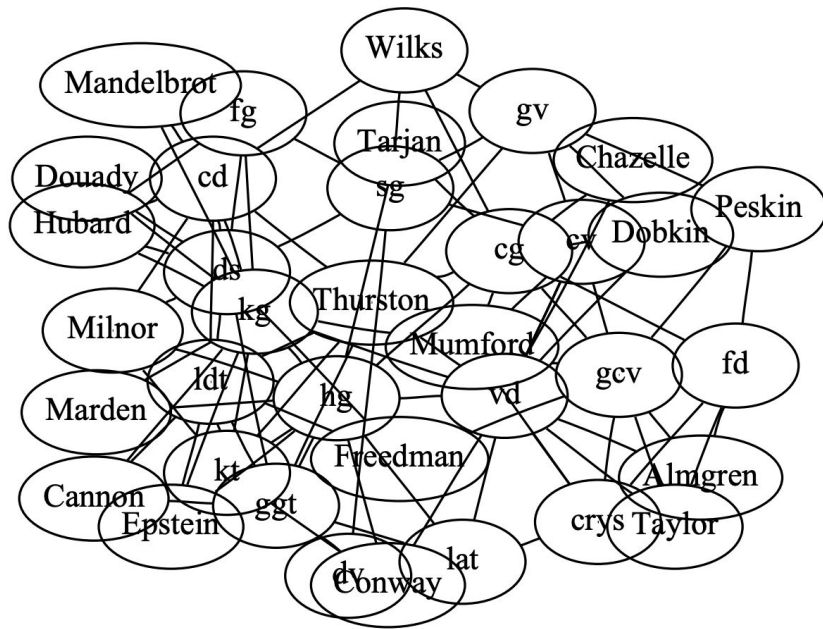 Wilks
Mandelbrot
fg
gv
Tarjan
Chazelle
Douady
cd
sg
Peskin
Hubard
cg
cv
Dobkin
ds
kg
Thurston
Milnor
Mumford
fd
ldt
gcv
hg
vd
Marden
Freedman
kt
Almgren
Cannon
ggt
Epstein
crys
Taylor
lat
dv
Conway